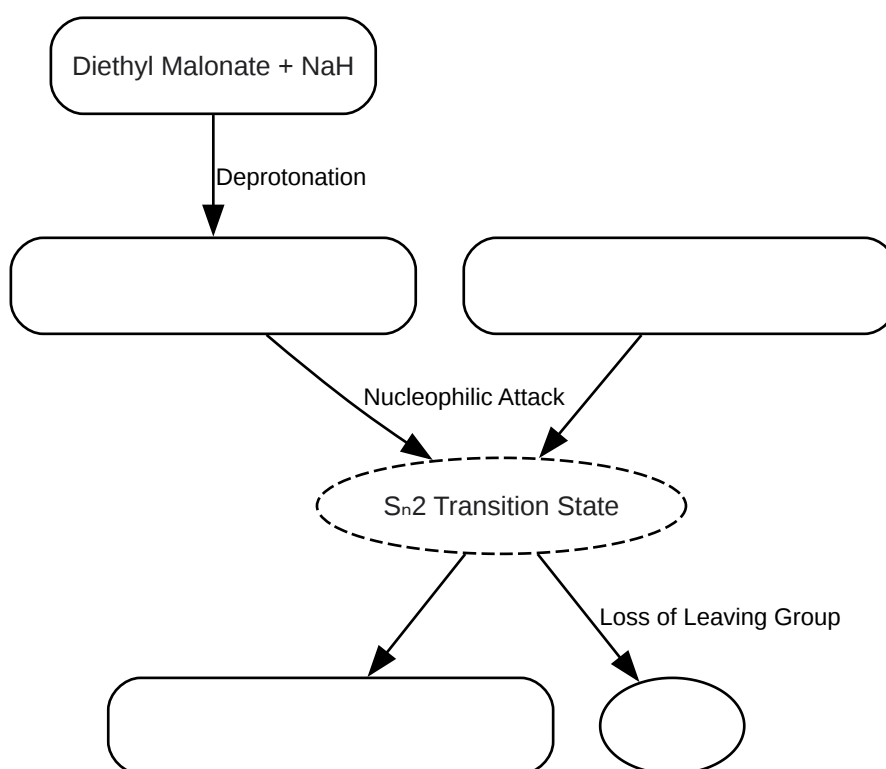 Diethyl Malonate + NaH
Deprotonation
Nucleophilic Attack
Sₙ2 Transition State
Loss of Leaving Group